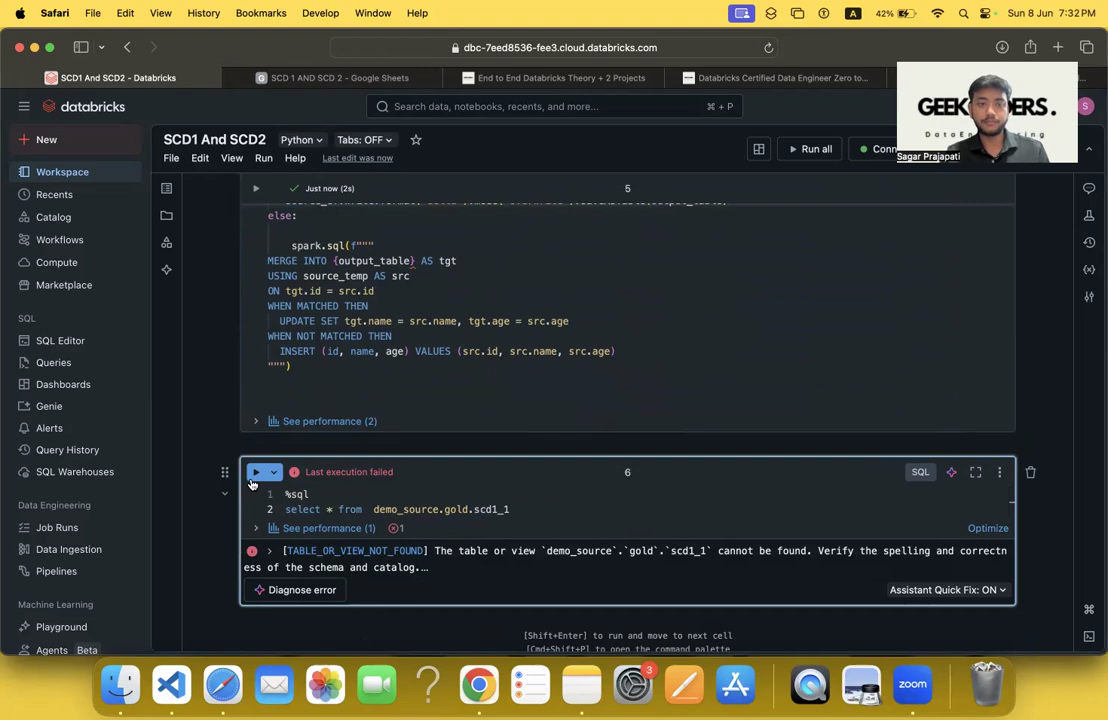 Safari File Edit View History Bookmarks Develop Window Help
A 42% Sun 8 Jun 7:32 PM
dbc-7eed8536-fee3.cloud.databricks.com
SCD1 And SCD2 - Databricks
SCD 1 AND SCD 2 - Google Sheets
End to End Databricks Theory + 2 Projects
Databricks Certified Data Engineer Zero to...
databricks
Search data, notebooks, recents, and more... ⌘ + P
S
Sagar Prajapati
New
Workspace
Recents
Catalog
Workflows
Compute
Marketplace
SQL
SQL Editor
Queries
Dashboards
Genie
Alerts
Query History
SQL Warehouses
Data Engineering
Job Runs
Data Ingestion
Pipelines
Machine Learning
Playground
Agents Beta
SCD1 And SCD2 Python Tabs: OFF
File Edit View Run Help Last edit was now
Run all
Just now (2s) 5
else:
spark.sql(f"""
MERGE INTO {output_table} AS tgt
USING source_temp AS src
ON tgt.id = src.id
WHEN MATCHED THEN
UPDATE SET tgt.name = src.name, tgt.age = src.age
WHEN NOT MATCHED THEN
INSERT (id, name, age) VALUES (src.id, src.name, src.age)
""")
See performance (2)
Last execution failed 6 SQL
1 %sql
2 select * from demo_source.gold.scd1_1
See performance (1) 1 Optimize
[TABLE_OR_VIEW_NOT_FOUND] The table or view `demo_source`.`gold`.`scd1_1` cannot be found. Verify the spelling and correctn
ess of the schema and catalog.…
Diagnose error Assistant Quick Fix: ON
[Shift+Enter] to run and move to next cell
[Cmd+Shift+P] to open the command palette
3
zoom